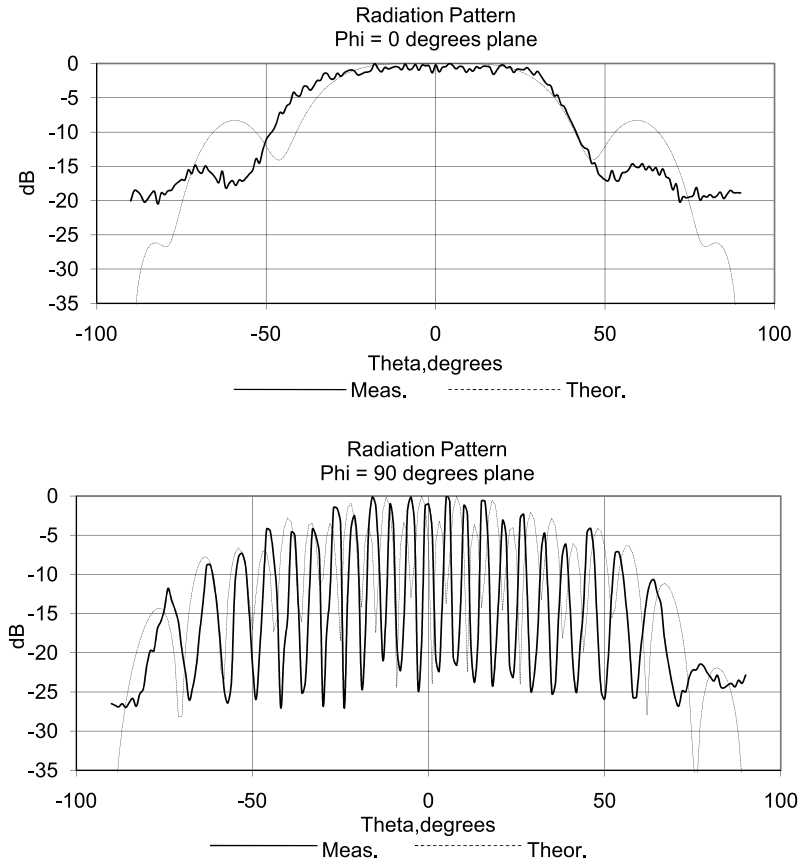 Radiation Pattern
Phi = 0 degrees plane
0
-5
-10
-15
-20
-25
-30
-35
dB
-100 -50 0 50 100
Theta,degrees
Meas. Theor.
Radiation Pattern
Phi = 90 degrees plane
0
-5
-10
-15
-20
-25
-30
-35
dB
-100 -50 0 50 100
Theta,degrees
Meas. Theor.